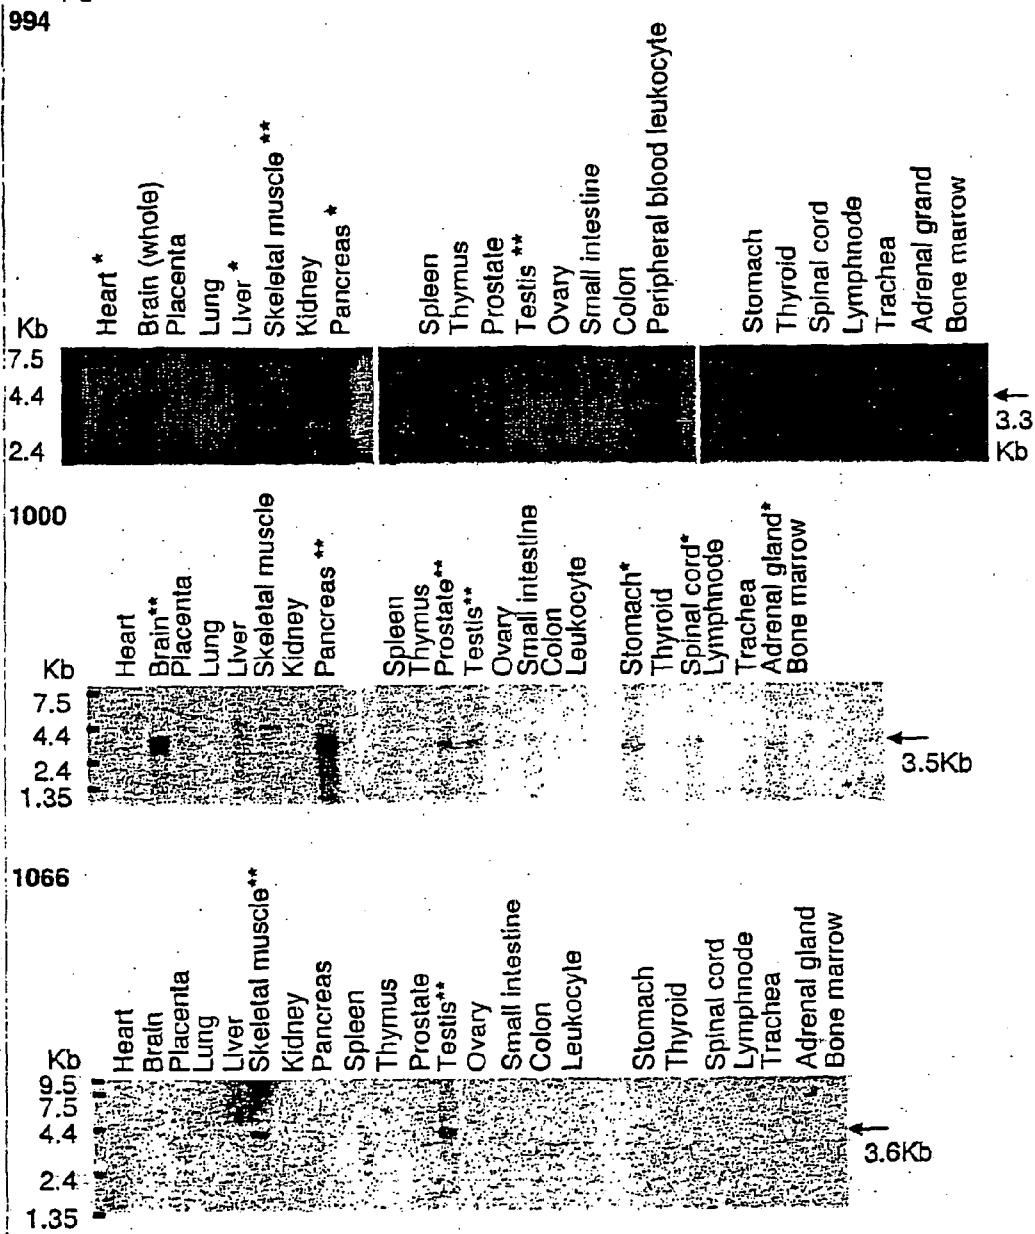 994
Heart*
Brain (whole)
Placenta
Lung
Liver*
Skeletal muscle**
Kidney
Pancreas*
Spleen
Thymus
Prostate
Testis**
Ovary
Small intestine
Colon
Peripheral blood leukocyte
Stomach
Thyroid
Spinal cord
Lymphnode
Trachea
Adrenal grand
Bone marrow
Kb
7.5
4.4
2.4
3.3
Kb
1000
Heart
Brain**
Placenta
Lung
Liver
Skeletal muscle
Kidney
Pancreas**
Spleen
Thymus
Prostate**
Testis**
Ovary
Small intestine
Colon
Leukocyte
Stomach*
Thyroid
Spinal cord*
Lymphnode
Trachea
Adrenal gland*
Bone marrow
Kb
7.5
4.4
2.4
1.35
3.5Kb
1066
Heart
Brain
Placenta
Lung
Liver
Skeletal muscle**
Kidney
Pancreas
Spleen
Thymus
Prostate
Testis**
Ovary
Small intestine
Colon
Leukocyte
Stomach
Thyroid
Spinal cord
Lymphnode
Trachea
Adrenal gland
Bone marrow
Kb
9.5
7.5
4.4
2.4
1.35
3.6Kb